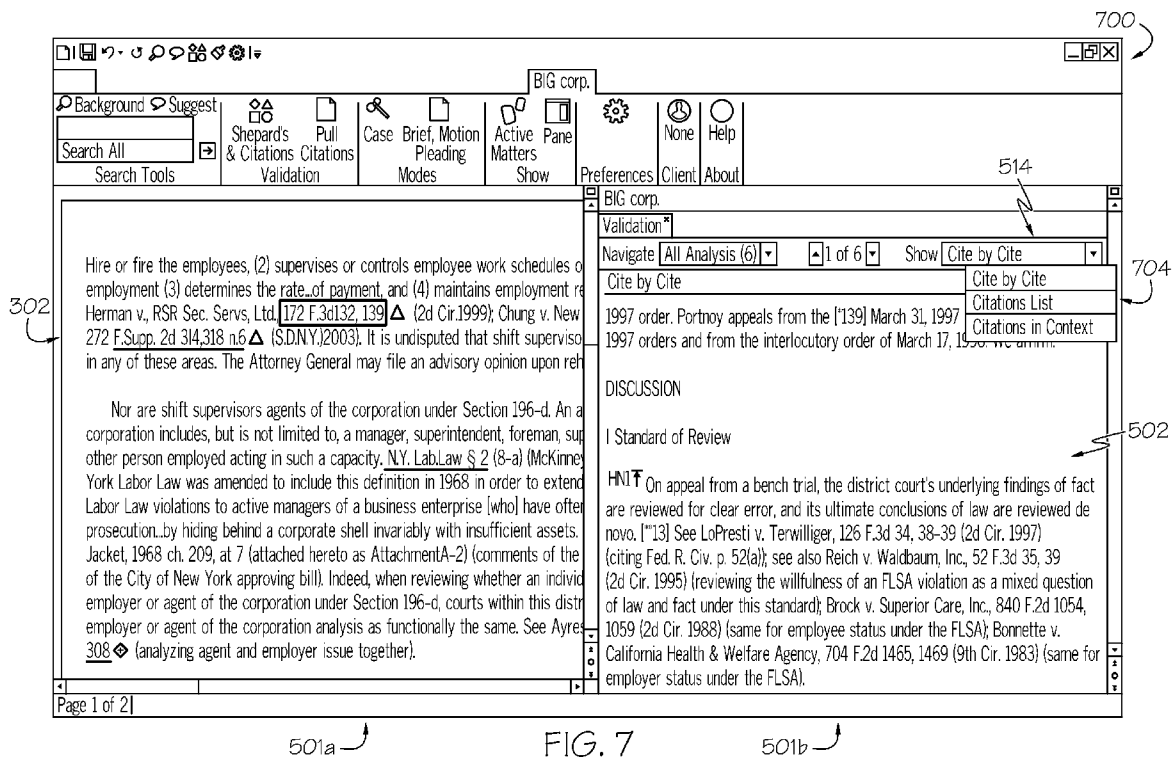 700
BIG corp.
Background Suggest
Search All
Search Tools
Shepard's & Citations
Pull Citations
Validation
Case
Brief, Motion Pleading
Modes
Active Matters
Pane
Show
Preferences
None
Client
Help
About
514
BIG corp.
Validation x
Navigate All Analysis (6) 1 of 6 Show Cite by Cite
Cite by Cite
Cite by Cite
Citations List
Citations in Context
704
302
Hire or fire the employees, (2) supervises or controls employee work schedules o
employment (3) determines the rate...of payment, and (4) maintains employment re
Herman v., RSR Sec. Servs, Ltd, 172 F.3d132, 139 (2d Cir.1999); Chung v. New
272 F.Supp. 2d 3l4,318 n.6 (S.D.N.Y.)2003). It is undisputed that shift superviso
in any of these areas. The Attorney General may file an advisory opinion upon reh
Nor are shift supervisors agents of the corporation under Section 196-d. An a
corporation includes, but is not limited to, a manager, superintendent, foreman, sup
other person employed acting in such a capacity. N.Y. Lab.Law § 2 (8-a) (McKinney
York Labor Law was amended to include this definition in 1968 in order to extend
Labor Law violations to active managers of a business enterprise [who] have often
prosecution...by hiding behind a corporate shell invariably with insufficient assets.
Jacket, 1968 ch. 209, at 7 (attached hereto as AttachmentA-2) (comments of the
of the City of New York approving bill). Indeed, when reviewing whether an individ
employer or agent of the corporation under Section 196-d, courts within this distr
employer or agent of the corporation analysis as functionally the same. See Ayres
308 (analyzing agent and employer issue together).
1997 order. Portnoy appeals from the [*139] March 31, 1997
1997 orders and from the interlocutory order of March 17,
DISCUSSION
I Standard of Review
502
HN1 On appeal from a bench trial, the district court's underlying findings of fact
are reviewed for clear error, and its ultimate conclusions of law are reviewed de
novo. [**13] See LoPresti v. Terwilliger, 126 F.3d 34, 38-39 (2d Cir. 1997)
(citing Fed. R. Civ. p. 52(a)); see also Reich v. Waldbaum, Inc., 52 F.3d 35, 39
(2d Cir. 1995) (reviewing the willfulness of an FLSA violation as a mixed question
of law and fact under this standard); Brock v. Superior Care, Inc., 840 F.2d 1054,
1059 (2d Cir. 1988) (same for employee status under the FLSA); Bonnette v.
California Health & Welfare Agency, 704 F.2d 1465, 1469 (9th Cir. 1983) (same for
employer status under the FLSA).
Page 1 of 2
501a
FIG. 7
501b